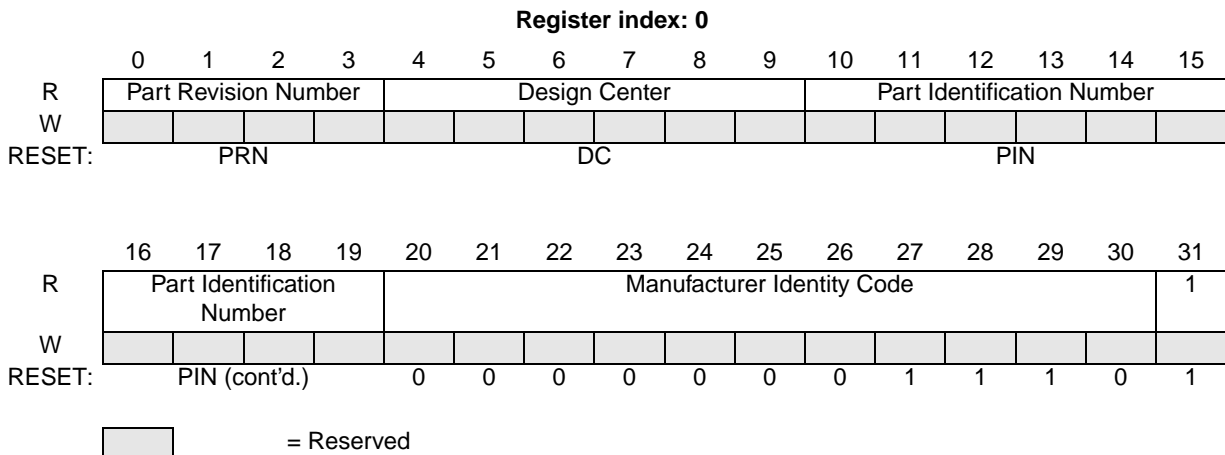 Register index: 0
0 1 2 3 4 5 6 7 8 9 10 11 12 13 14 15
R Part Revision Number Design Center Part Identification Number
W
RESET: PRN DC PIN
16 17 18 19 20 21 22 23 24 25 26 27 28 29 30 31
R Part Identification Manufacturer Identity Code 1
Number
W
RESET: PIN (cont'd.) 0 0 0 0 0 0 0 1 1 1 0 1
= Reserved